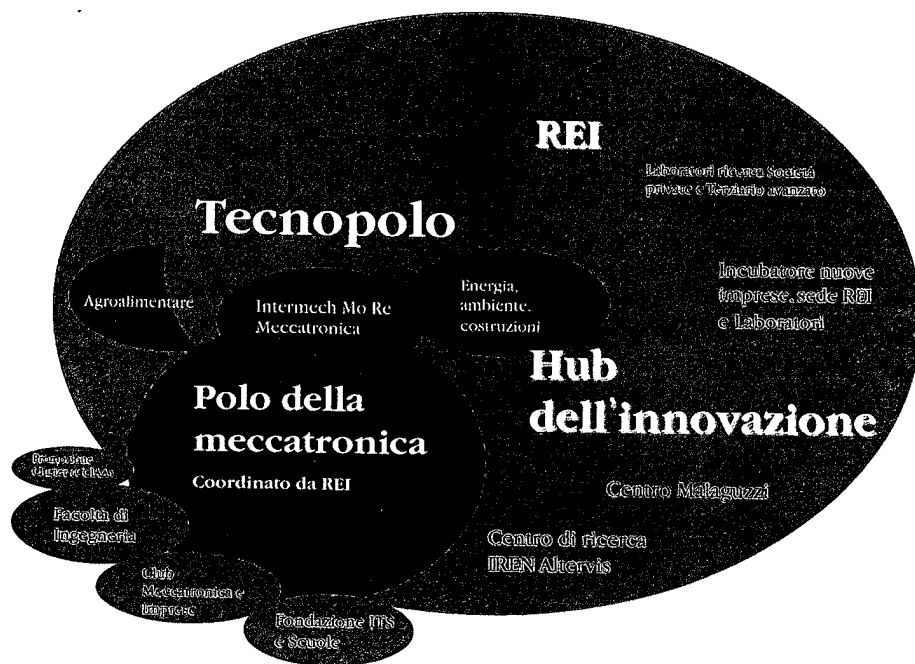 REI
Laboratori ricerca Società
private e Terziario avanzato
Tecnopolo
Agroalimentare
Intermech Mo Re
Meccatronica
Energia,
ambiente,
costruzioni
Incubatore nuove
imprese, sede REI
e Laboratori
Hub
dell'innovazione
Polo della
meccatronica
Coordinato da REI
Centro Malaguzzi
Centro di ricerca
IREN Altervis
Promozione
Facoltà di
Ingegneria
Club
Meccatronica e
Imprese
Fondazione ITS
e Scuole